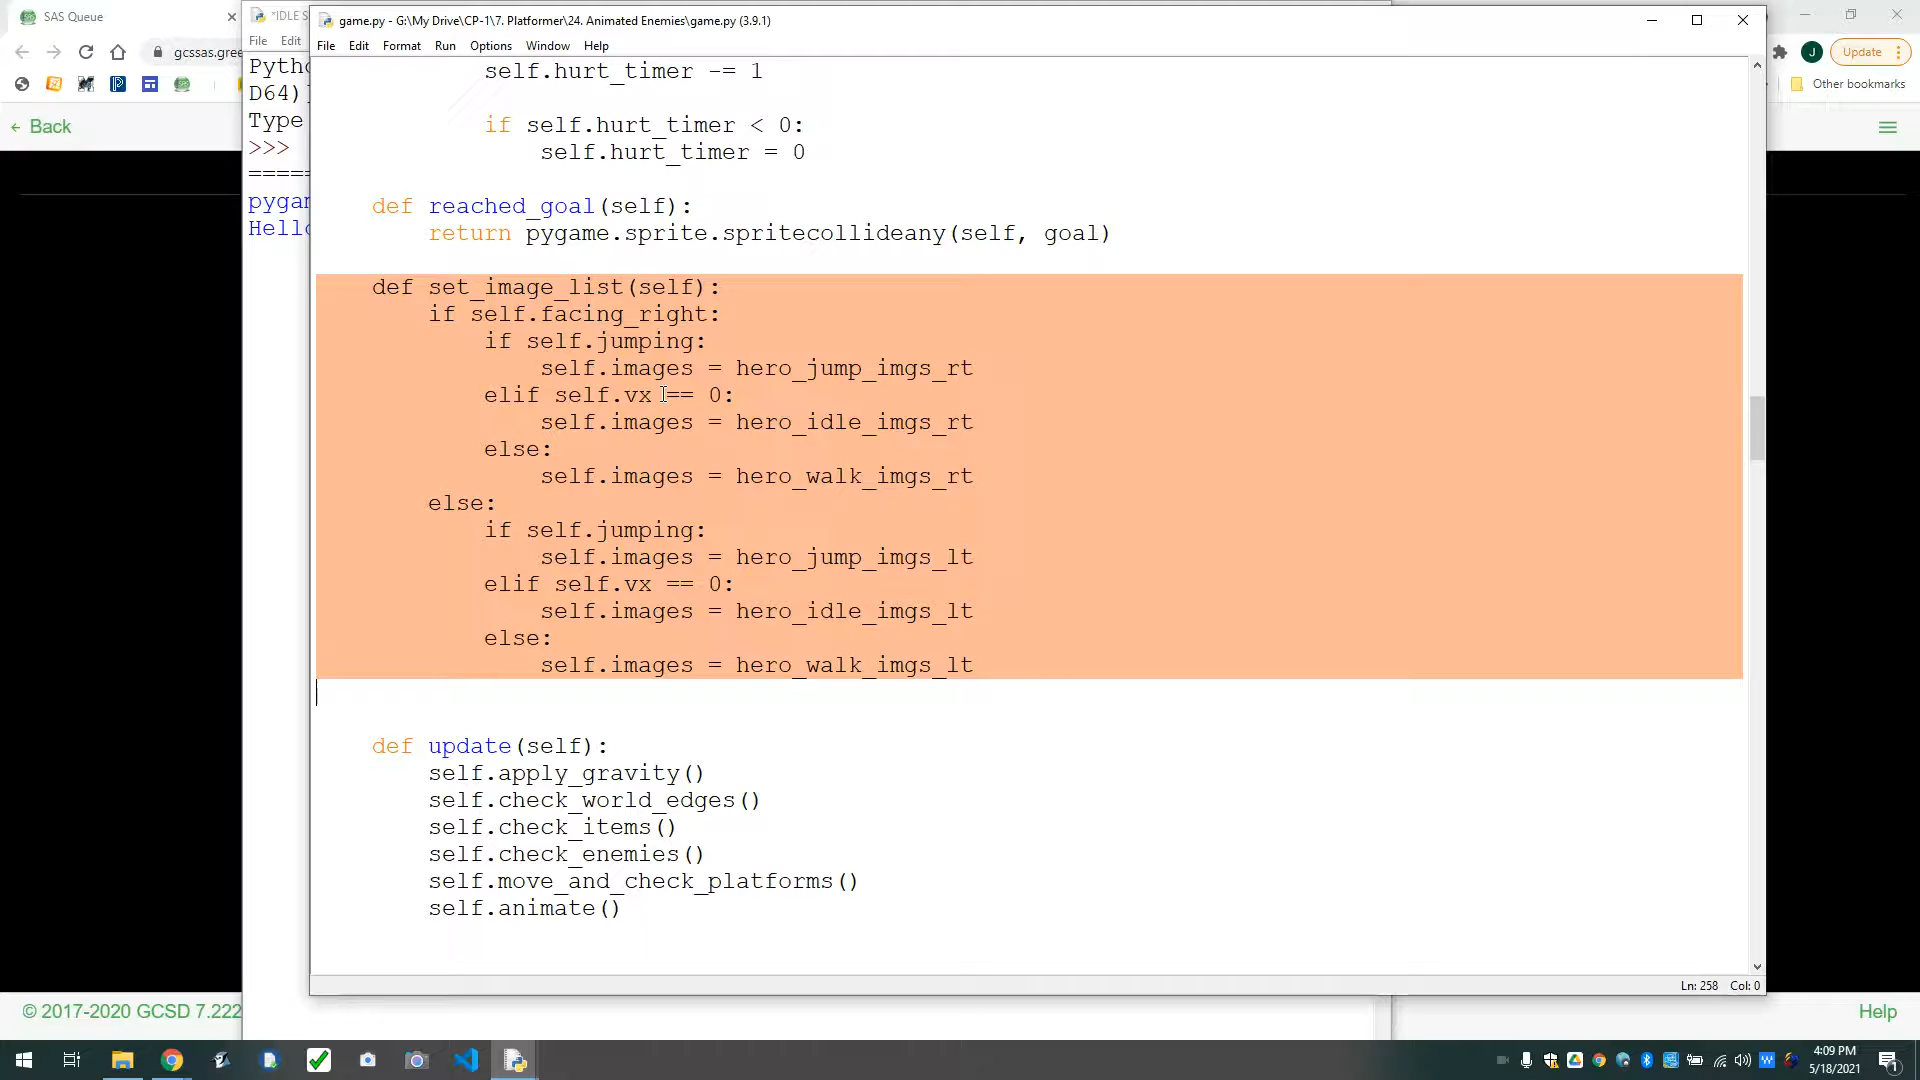 SAS Queue
*IDLE S
game.py - G:\My Drive\CP-1\7. Platformer\24. Animated Enemies\game.py (3.9.1)
File Edit
File Edit Format Run Options Window Help
gcssas.gree
Update
Other bookmarks
Back
Pytho
D64)]
Type
>>>
=====
pygam
Hello
self.hurt_timer -= 1
if self.hurt_timer < 0:
self.hurt_timer = 0
def reached_goal(self):
return pygame.sprite.spritecollideany(self, goal)
def set_image_list(self):
if self.facing_right:
if self.jumping:
self.images = hero_jump_imgs_rt
elif self.vx == 0:
self.images = hero_idle_imgs_rt
else:
self.images = hero_walk_imgs_rt
else:
if self.jumping:
self.images = hero_jump_imgs_lt
elif self.vx == 0:
self.images = hero_idle_imgs_lt
else:
self.images = hero_walk_imgs_lt
def update(self):
self.apply_gravity()
self.check_world_edges()
self.check_items()
self.check_enemies()
self.move_and_check_platforms()
self.animate()
Ln: 258 Col: 0
© 2017-2020 GCSD 7.222
Help
4:09 PM
5/18/2021